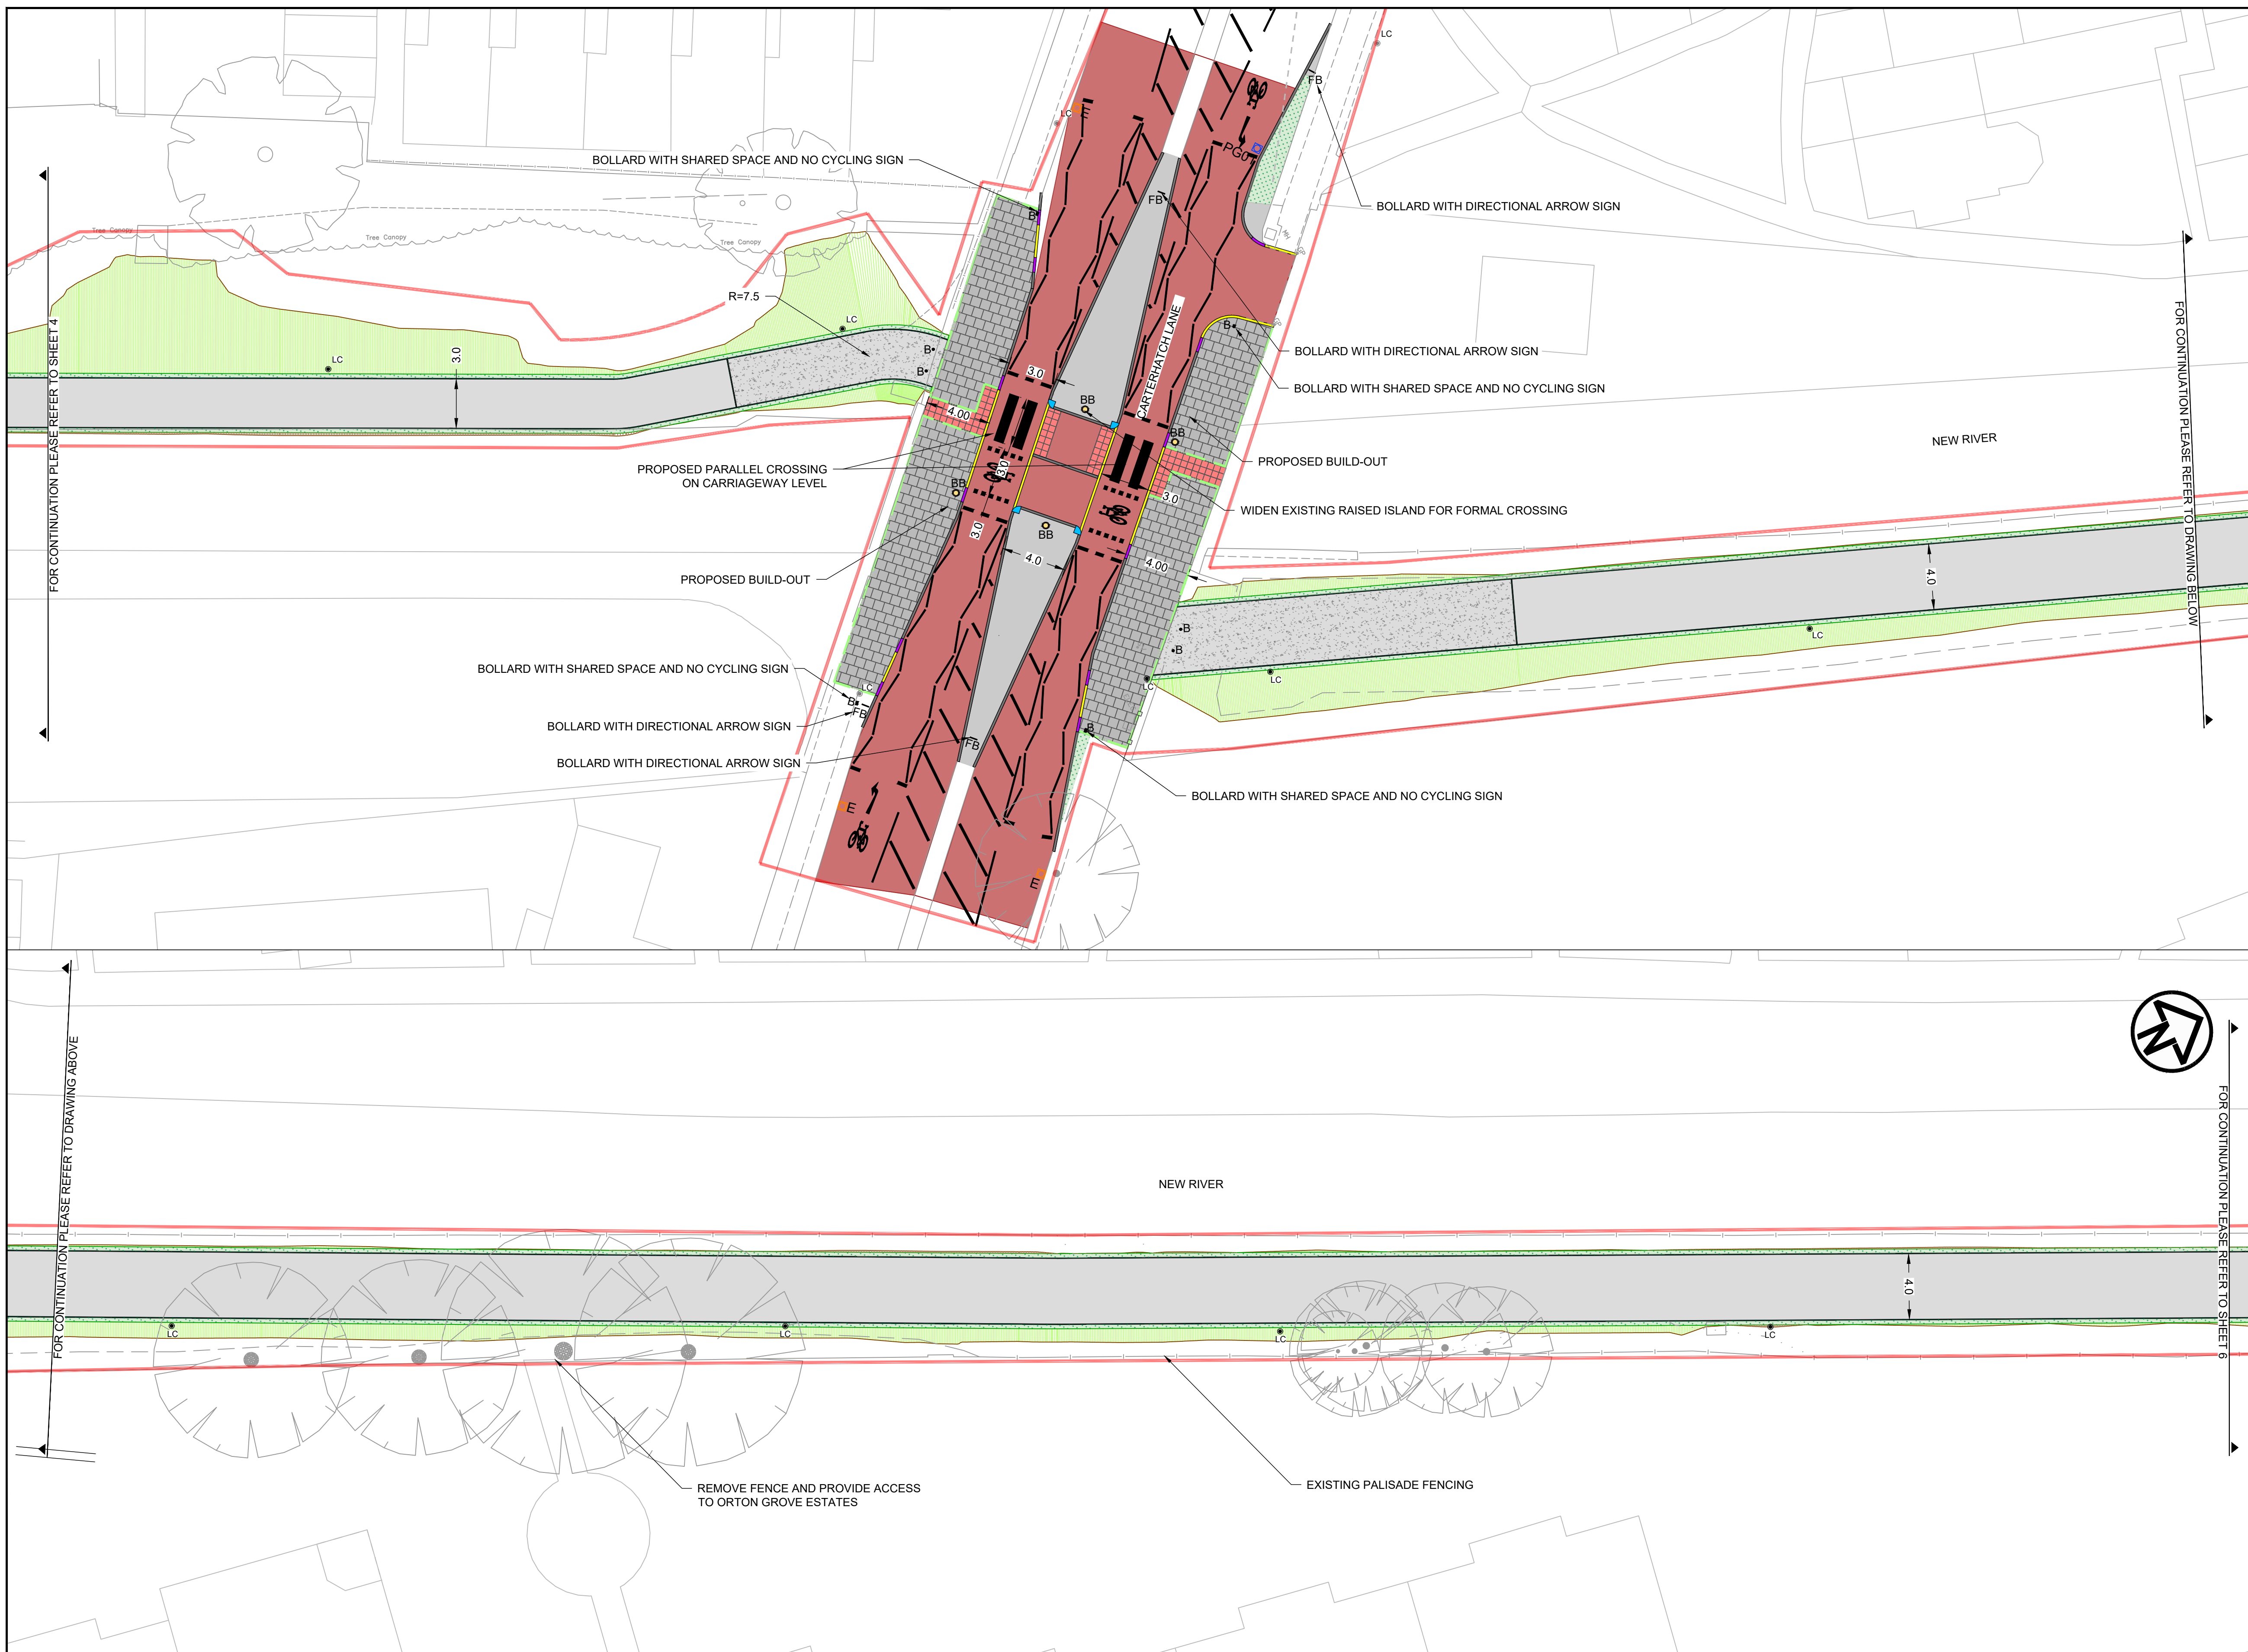 LC
FB
E
LC
PG01
BOLLARD WITH SHARED SPACE AND NO CYCLING SIGN
B
FB
BOLLARD WITH DIRECTIONAL ARROW SIGN
MH
Tree Canopy
Tree Canopy
Tree Canopy
R=7.5
LC
LC
3.0
B
B
B
BOLLARD WITH DIRECTIONAL ARROW SIGN
BOLLARD WITH SHARED SPACE AND NO CYCLING SIGN
CARTERHATCH LANE
3.0
4.00
BB
BB
NEW RIVER
PROPOSED PARALLEL CROSSING
ON CARRIAGEWAY LEVEL
PROPOSED BUILD-OUT
3.0
BB
3.0
WIDEN EXISTING RAISED ISLAND FOR FORMAL CROSSING
3.0
BB
4.0
4.00
4.0
PROPOSED BUILD-OUT
FOR CONTINUATION PLEASE REFER TO SHEET 4
FOR CONTINUATION PLEASE REFER TO DRAWING BELOW
B
B
LC
LC
LC
BOLLARD WITH SHARED SPACE AND NO CYCLING SIGN
LC
B
FB
BOLLARD WITH DIRECTIONAL ARROW SIGN
FB
B
BOLLARD WITH DIRECTIONAL ARROW SIGN
BOLLARD WITH SHARED SPACE AND NO CYCLING SIGN
E
E
N
FOR CONTINUATION PLEASE REFER TO DRAWING ABOVE
NEW RIVER
FOR CONTINUATION PLEASE REFER TO SHEET 6
4.0
LC
LC
LC
LC
REMOVE FENCE AND PROVIDE ACCESS
TO ORTON GROVE ESTATES
EXISTING PALISADE FENCING